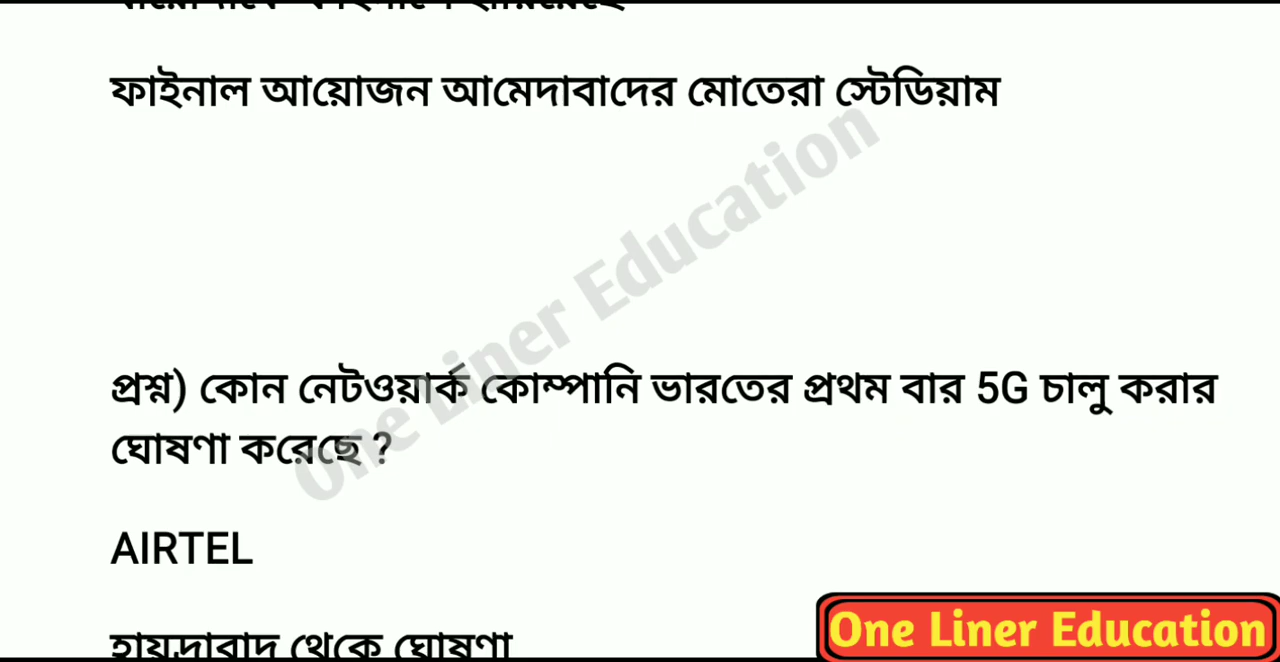 ফাইনাল আয়োজন আমেদাবাদের মোতেরা স্টেডিয়াম
প্রশ্ন) কোন নেটওয়ার্ক কোম্পানি ভারতের প্রথম বার 5G চালু করার
ঘোষণা করেছে ?
AIRTEL
হায়দ্রাবাদ থেকে ঘোষণা
One Liner Education
One Liner Education